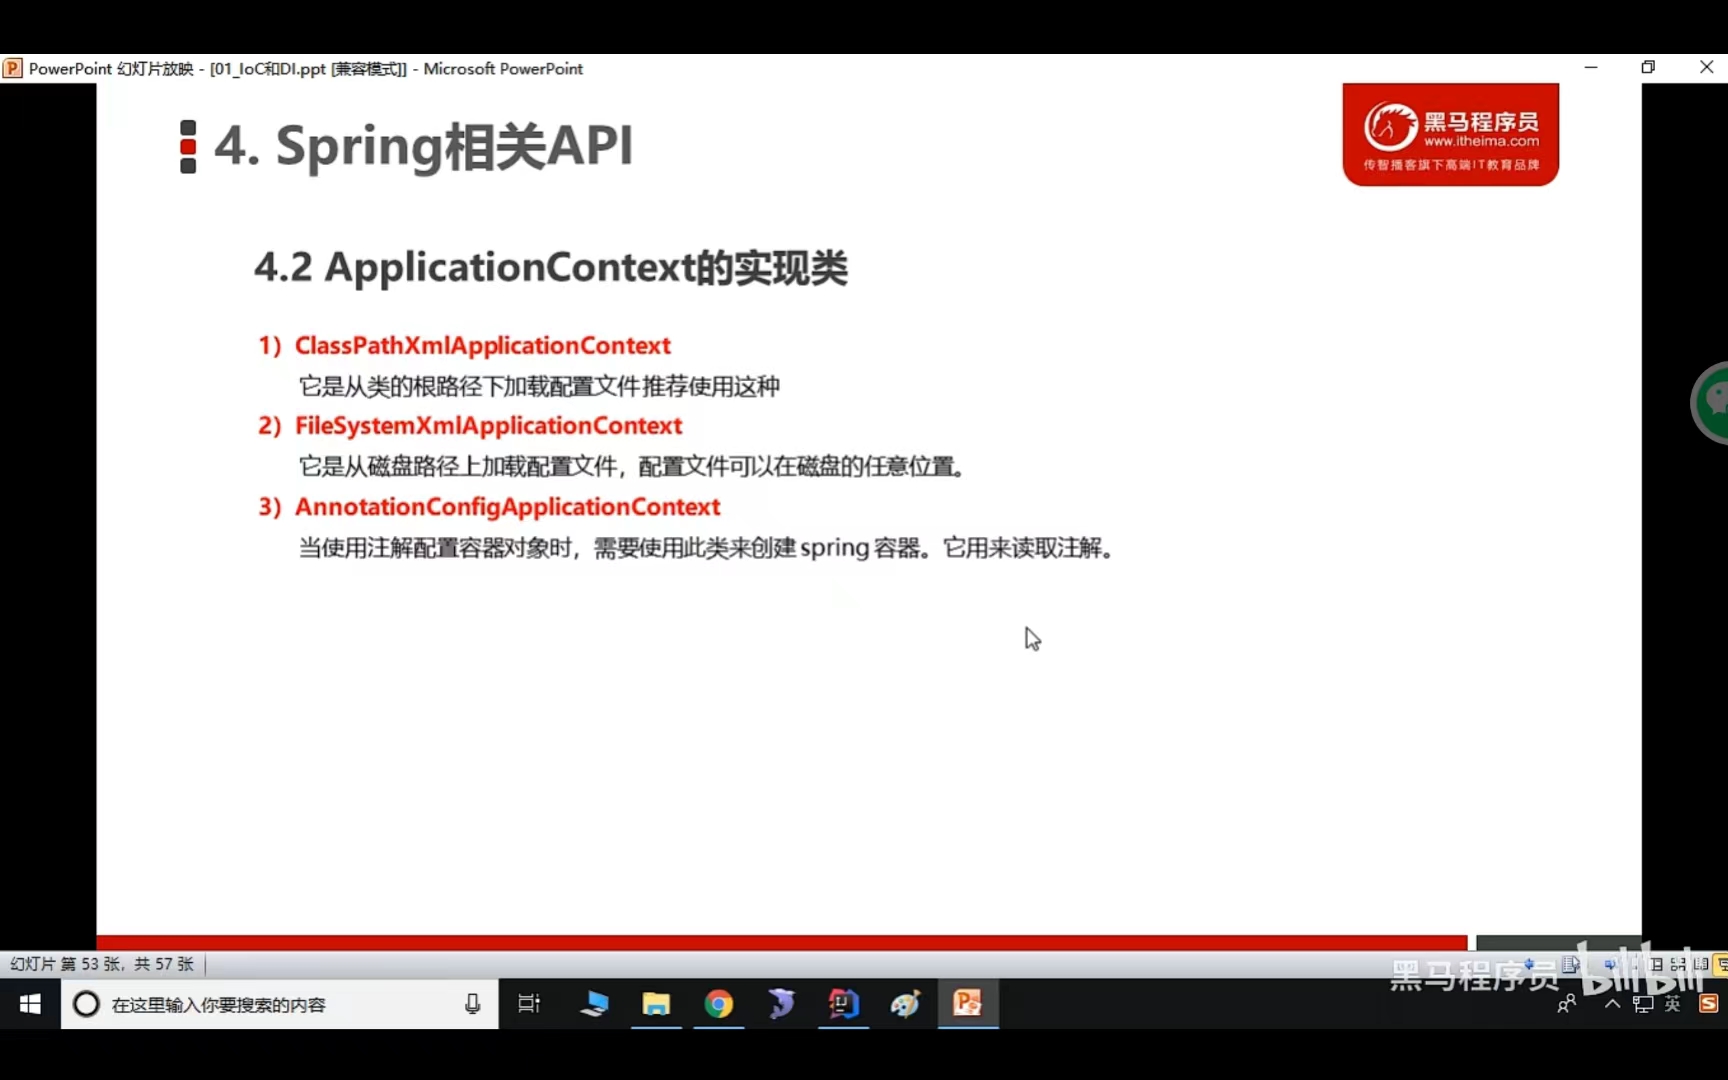 PowerPoint 幻灯片放映 - [01_IoC和DI.ppt [兼容模式]] - Microsoft PowerPoint
4. Spring相关API
黑马程序员
www.itheima.com
传智播客旗下高端IT教育品牌
4.2 ApplicationContext的实现类
1）ClassPathXmlApplicationContext
它是从类的根路径下加载配置文件推荐使用这种
2）FileSystemXmlApplicationContext
它是从磁盘路径上加载配置文件，配置文件可以在磁盘的任意位置。
3）AnnotationConfigApplicationContext
当使用注解配置容器对象时，需要使用此类来创建 spring 容器。它用来读取注解。
幻灯片 第 53 张，共 57 张
黑马程序员 bilibili
在这里输入你要搜索的内容
英